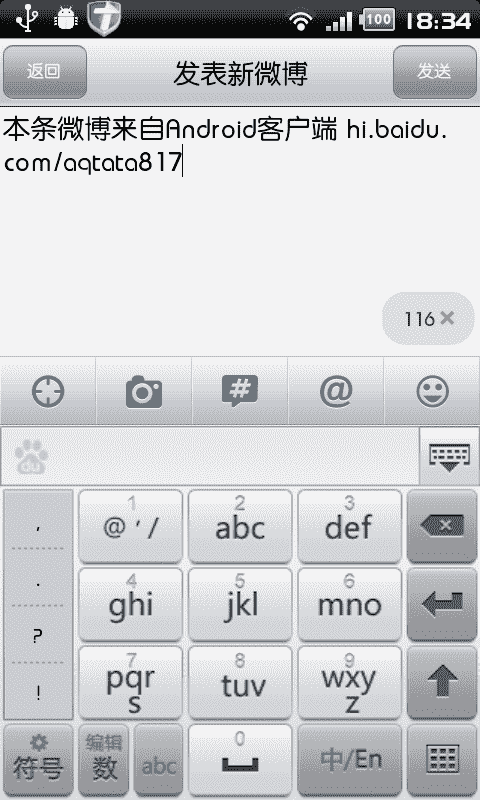 100 18:34
返回 发表新微博 发送
本条微博来自Android客户端 hi.baidu.
com/aqtata817
116
#
@
du
,
.
?
!
1
@ ' /
2
abc
3
def
4
ghi
5
jkl
6
mno
7
pqr
s
8
tuv
9
wxy
z
符号
编辑
数
abc
0
中/En